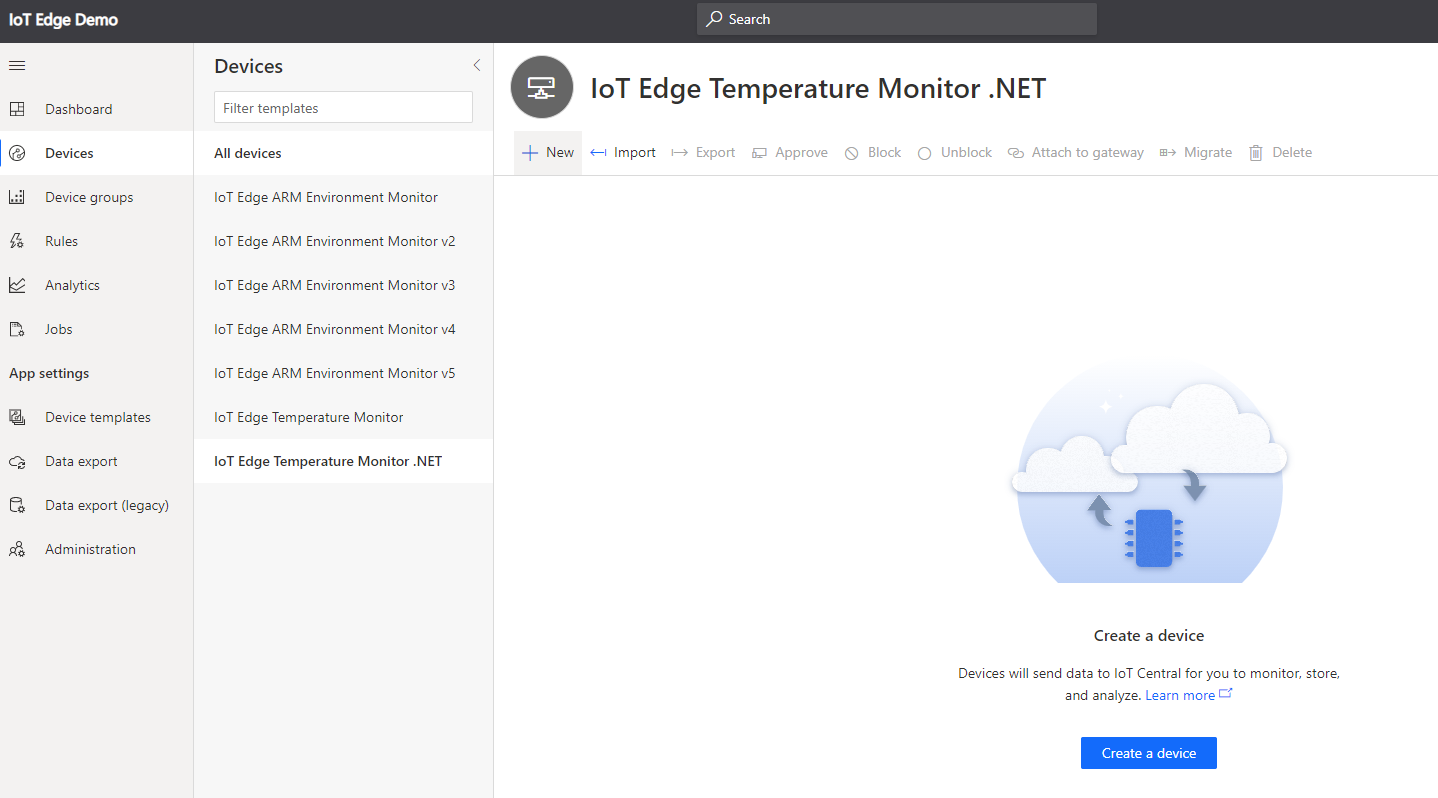 IoT Edge Demo
Search
Dashboard
Devices
Device groups
Rules
Analytics
Jobs
App settings
Device templates
Data export
Data export (legacy)
Administration
Devices
Filter templates
All devices
IoT Edge ARM Environment Monitor
IoT Edge ARM Environment Monitor v2
IoT Edge ARM Environment Monitor v3
IoT Edge ARM Environment Monitor v4
IoT Edge ARM Environment Monitor v5
IoT Edge Temperature Monitor
IoT Edge Temperature Monitor .NET
IoT Edge Temperature Monitor .NET
New Import Export Approve Block Unblock Attach to gateway Migrate Delete
Create a device
Devices will send data to IoT Central for you to monitor, store,
and analyze. Learn more
Create a device